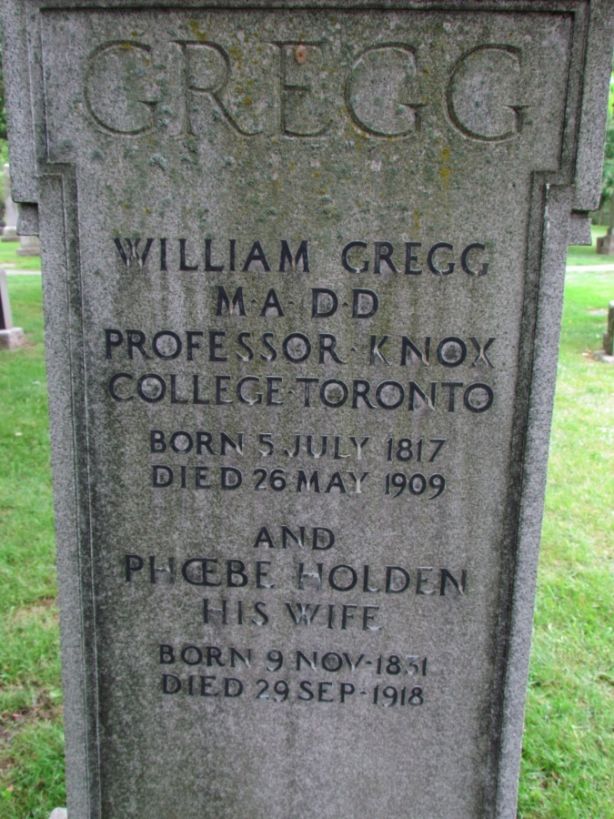 GREGG
WILLIAM GREGG
M·A· D·D
PROFESSOR·KNOX
COLLEGE·TORONTO
BORN 5 JULY 1817
DIED 26 MAY 1909
AND
PHŒBE HOLDEN
HIS WIFE
BORN 9 NOV·1831
DIED 29 SEP·1918